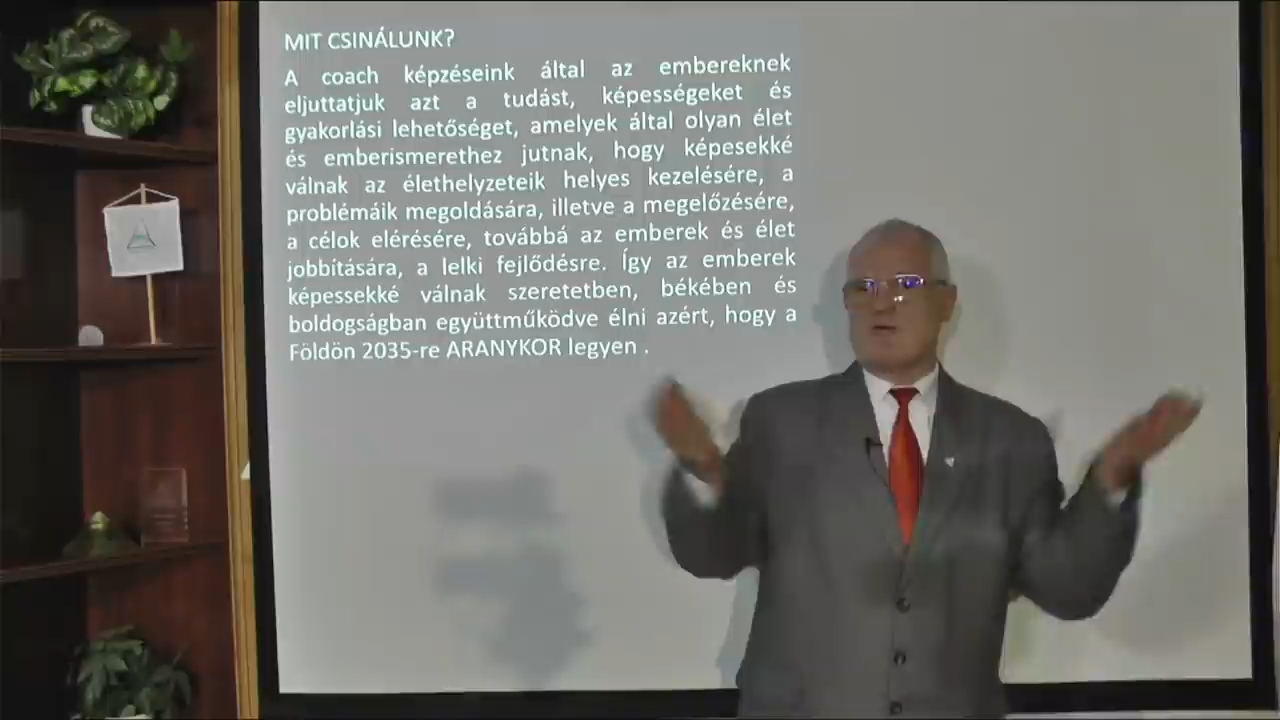 MIT CSINÁLUNK?
A coach képzéseink által az embereknek
eljuttatjuk azt a tudást, képességeket és
gyakorlási lehetőséget, amelyek által olyan élet
és emberismerethez jutnak, hogy képesekké
válnak az élethelyzeteik helyes kezelésére, a
problémáik megoldására, illetve a megelőzésére,
a célok elérésére, továbbá az emberek és élet
jobbítására, a lelki fejlődésre. Így az emberek
képessekké válnak szeretetben, békében és
boldogságban együttműködve élni azért, hogy a
Földön 2035-re ARANYKOR legyen .